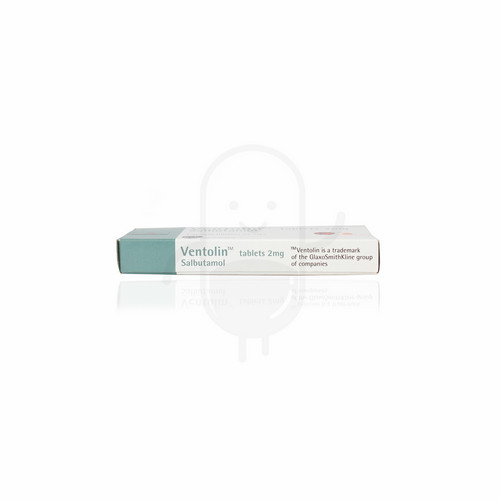 Ventolin™ tablets 2mg
Salbutamol
™Ventolin is a trademark
of the GlaxoSmithKline group
of companies